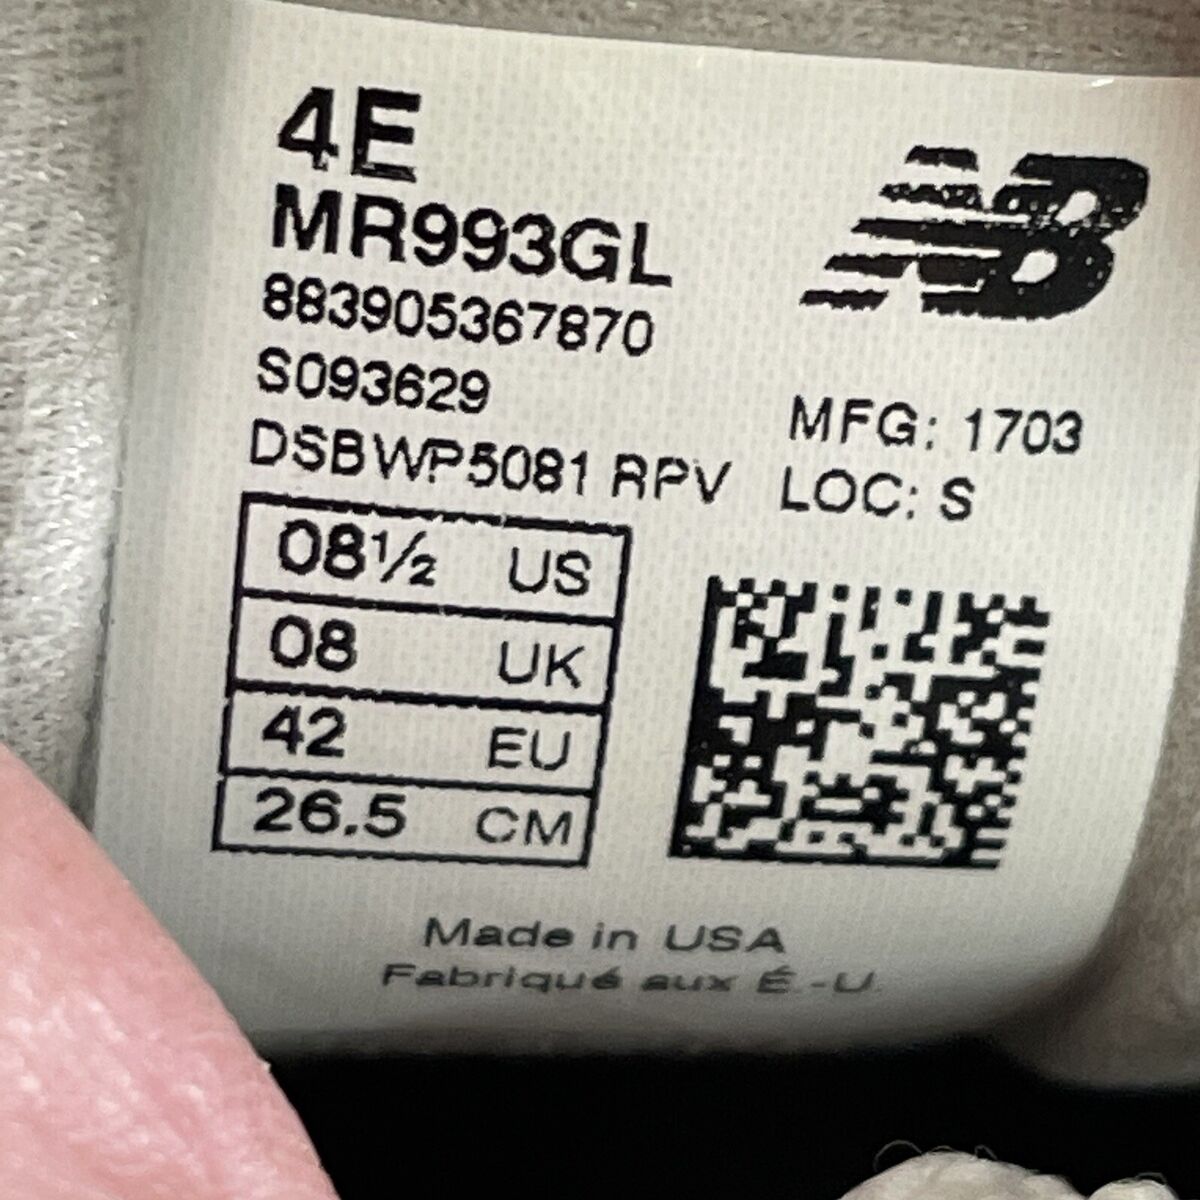 4E
MR993GL
NB
883905367870
S093629
DSBWP5081 RPV
MFG: 1703
LOC: S
08½ US
08 UK
42 EU
26.5 CM
Made in USA
Fabriqué aux É.-U.